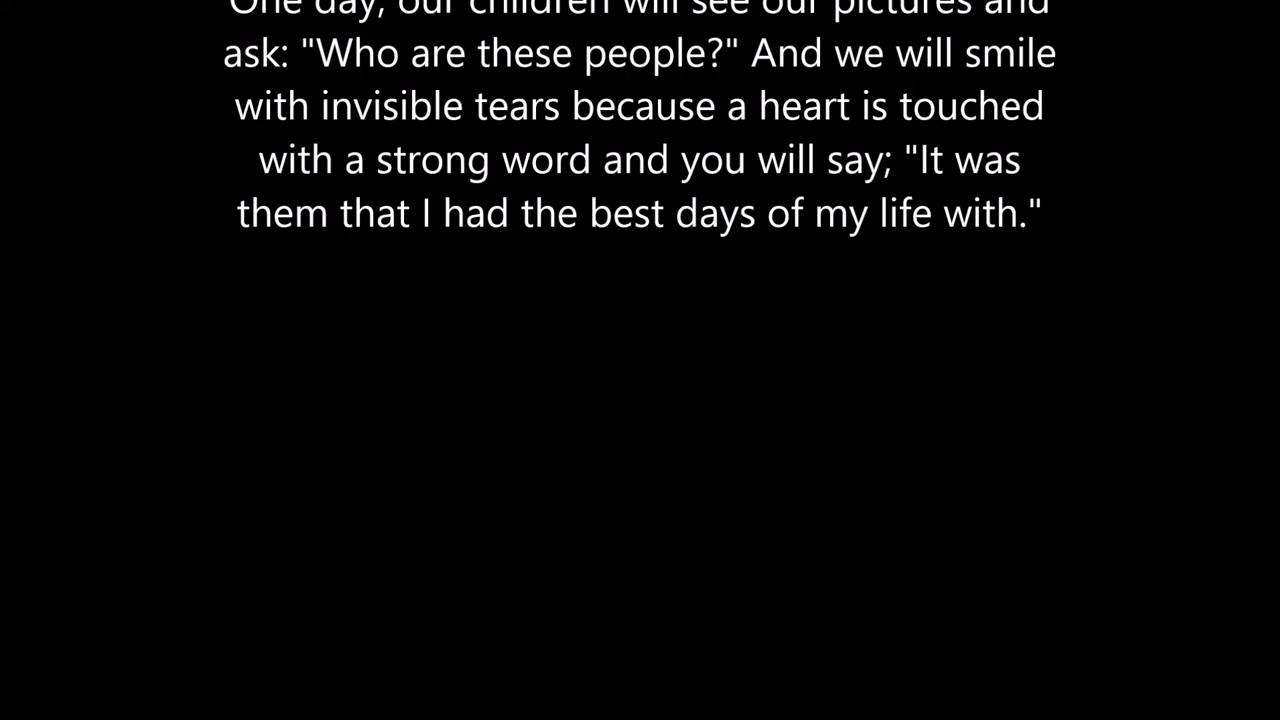 One day, our children will see our pictures and
ask: "Who are these people?" And we will smile
with invisible tears because a heart is touched
with a strong word and you will say; "It was
them that I had the best days of my life with."